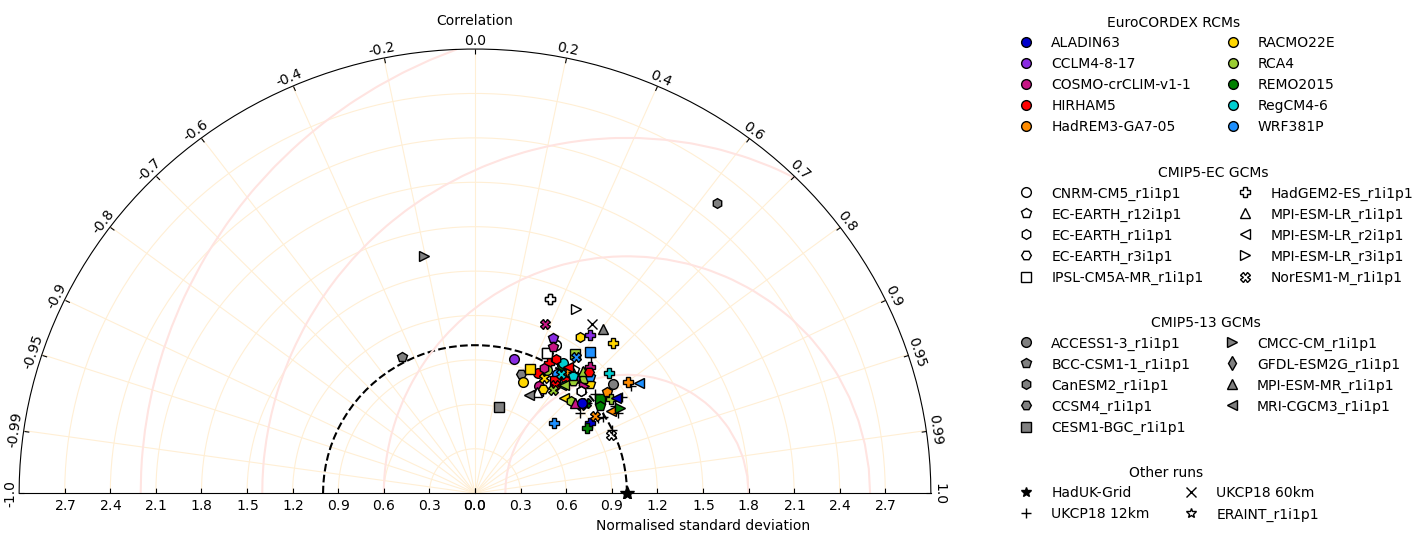 Correlation
-1.0
-0.99
-0.95
-0.9
-0.8
-0.7
-0.6
-0.4
-0.2
0.0
0.2
0.4
0.6
0.7
0.8
0.9
0.95
0.99
1.0
2.7 2.4 2.1 1.8 1.5 1.2 0.9 0.6 0.3 0.0 0.3 0.6 0.9 1.2 1.5 1.8 2.1 2.4 2.7
Normalised standard deviation
EuroCORDEX RCMs
ALADIN63
CCLM4-8-17
COSMO-crCLIM-v1-1
HIRHAM5
HadREM3-GA7-05
RACMO22E
RCA4
REMO2015
RegCM4-6
WRF381P
CMIP5-EC GCMs
CNRM-CM5_r1i1p1
EC-EARTH_r12i1p1
EC-EARTH_r1i1p1
EC-EARTH_r3i1p1
IPSL-CM5A-MR_r1i1p1
HadGEM2-ES_r1i1p1
MPI-ESM-LR_r1i1p1
MPI-ESM-LR_r2i1p1
MPI-ESM-LR_r3i1p1
NorESM1-M_r1i1p1
CMIP5-13 GCMs
ACCESS1-3_r1i1p1
BCC-CSM1-1_r1i1p1
CanESM2_r1i1p1
CCSM4_r1i1p1
CESM1-BGC_r1i1p1
CMCC-CM_r1i1p1
GFDL-ESM2G_r1i1p1
MPI-ESM-MR_r1i1p1
MRI-CGCM3_r1i1p1
Other runs
HadUK-Grid
UKCP18 12km
UKCP18 60km
ERAINT_r1i1p1